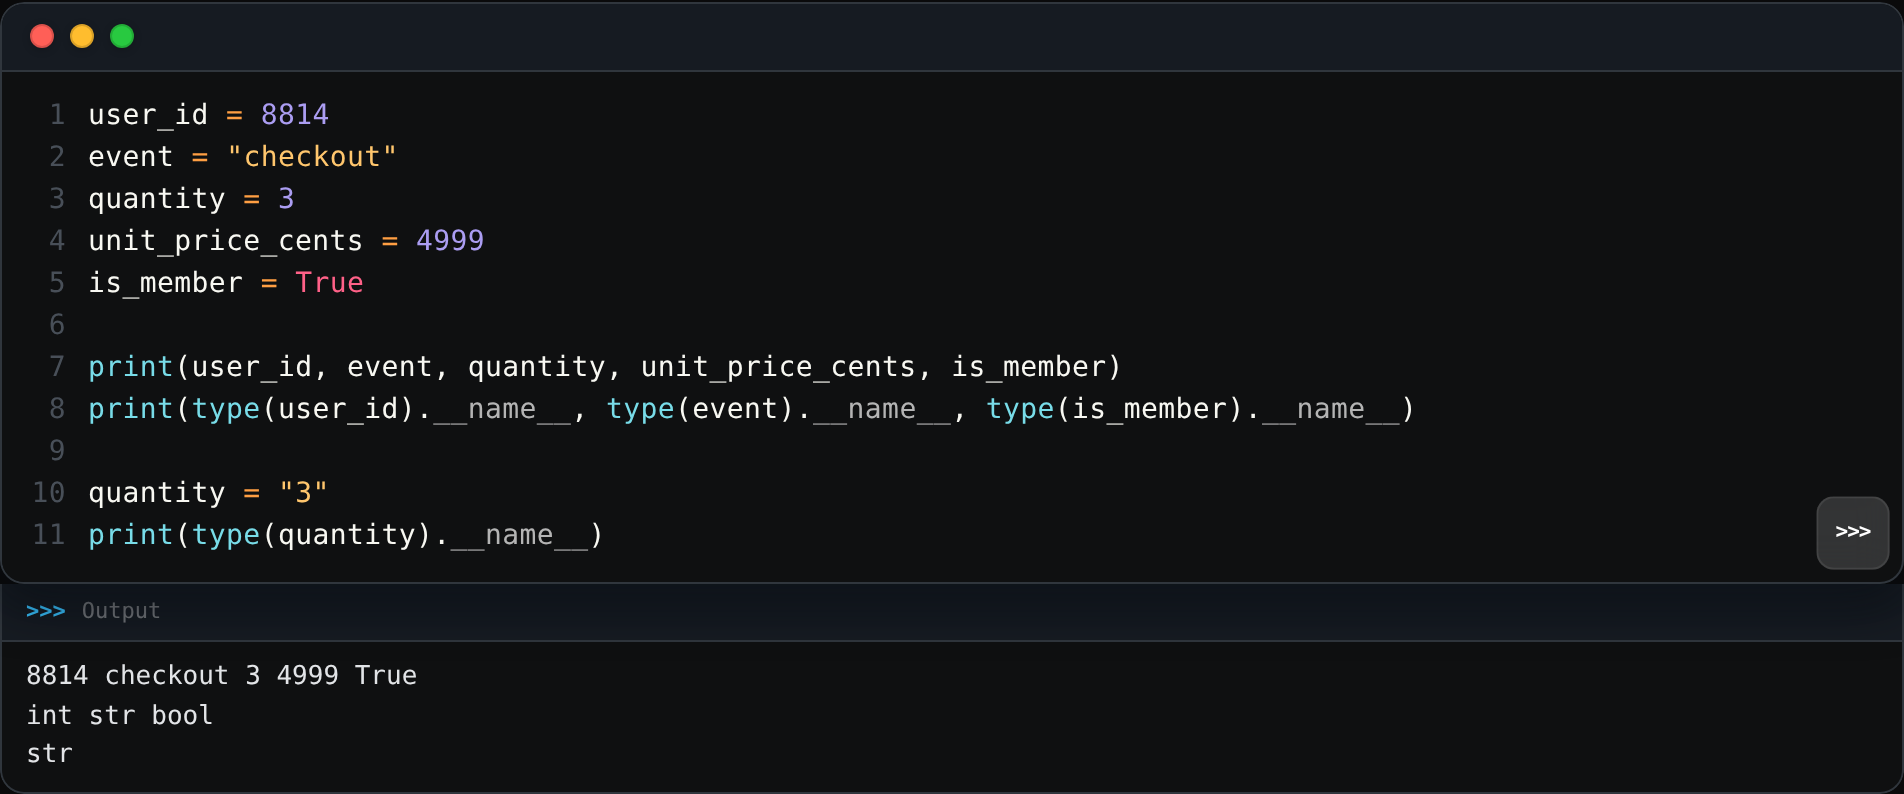 1 user_id = 8814
2 event = "checkout"
3 quantity = 3
4 unit_price_cents = 4999
5 is_member = True
6
7 print(user_id, event, quantity, unit_price_cents, is_member)
8 print(type(user_id).__name__, type(event).__name__, type(is_member).__name__)
9
10 quantity = "3"
11 print(type(quantity).__name__)
>>>
>>> Output
8814 checkout 3 4999 True
int str bool
str